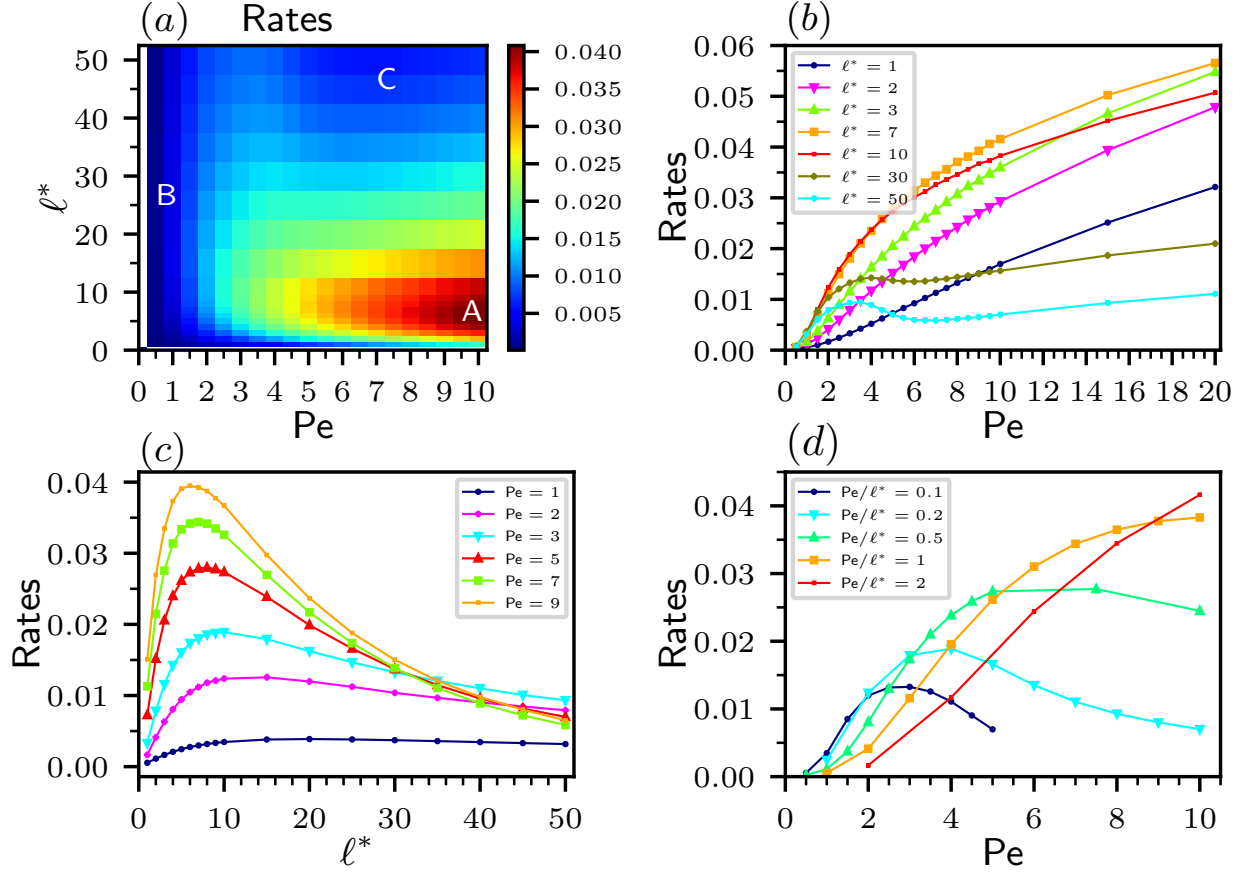 (a) Rates
50
40
30
20
10
0
ℓ*
A
B
C
0 1 2 3 4 5 6 7 8 9 10
Pe
0.040
0.035
0.030
0.025
0.020
0.015
0.010
0.005
(b)
0.06
0.05
0.04
0.03
0.02
0.01
0.00
Rates
ℓ* = 1
ℓ* = 2
ℓ* = 3
ℓ* = 7
ℓ* = 10
ℓ* = 30
ℓ* = 50
0 2 4 6 8 10 12 14 16 18 20
Pe
(c)
0.04
0.03
0.02
0.01
0.00
Rates
Pe = 1
Pe = 2
Pe = 3
Pe = 5
Pe = 7
Pe = 9
0 5 10 15 20 25 30 35 40 45 50
ℓ*
(d)
0.04
0.03
0.02
0.01
0.00
Rates
Pe/ℓ* = 0.1
Pe/ℓ* = 0.2
Pe/ℓ* = 0.5
Pe/ℓ* = 1
Pe/ℓ* = 2
0 2 4 6 8 10
Pe